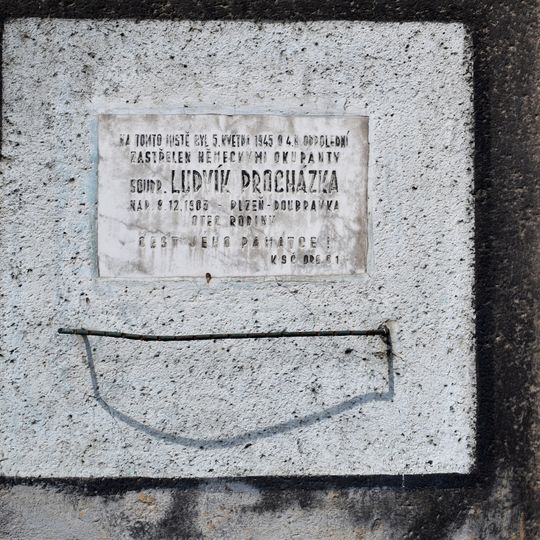 NA TOMTO MÍSTĚ BYL 5. KVĚTNA 1945 O 4.H. ODPOLEDNÍ
ZASTŘELEN NĚMECKÝMI OKUPANTY
SOUDR. LUDVÍK PROCHÁZKA
NAR. 8.12.1903 - PLZEŇ-DOUBRAVKA
OTEC RODINY
ČEST JEHO PAMÁTCE!
KSČ